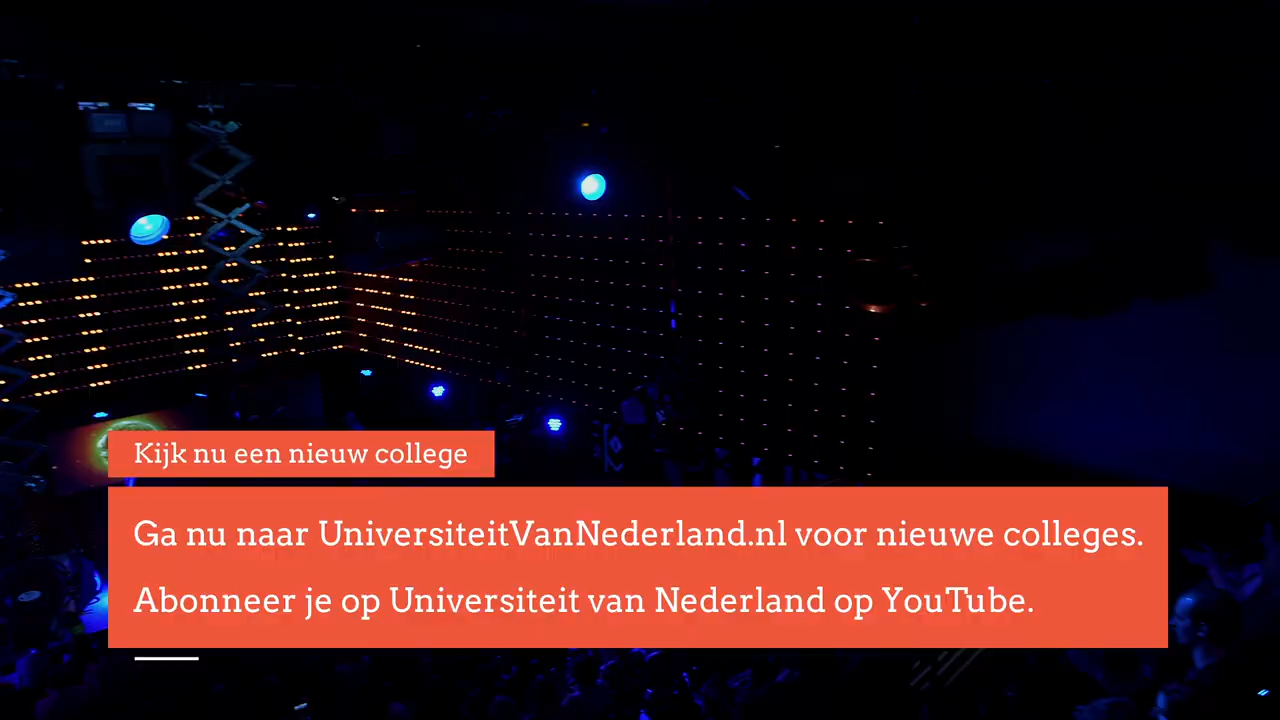 Kijk nu een nieuw college
Ga nu naar UniversiteitVanNederland.nl voor nieuwe colleges.
Abonneer je op Universiteit van Nederland op YouTube.